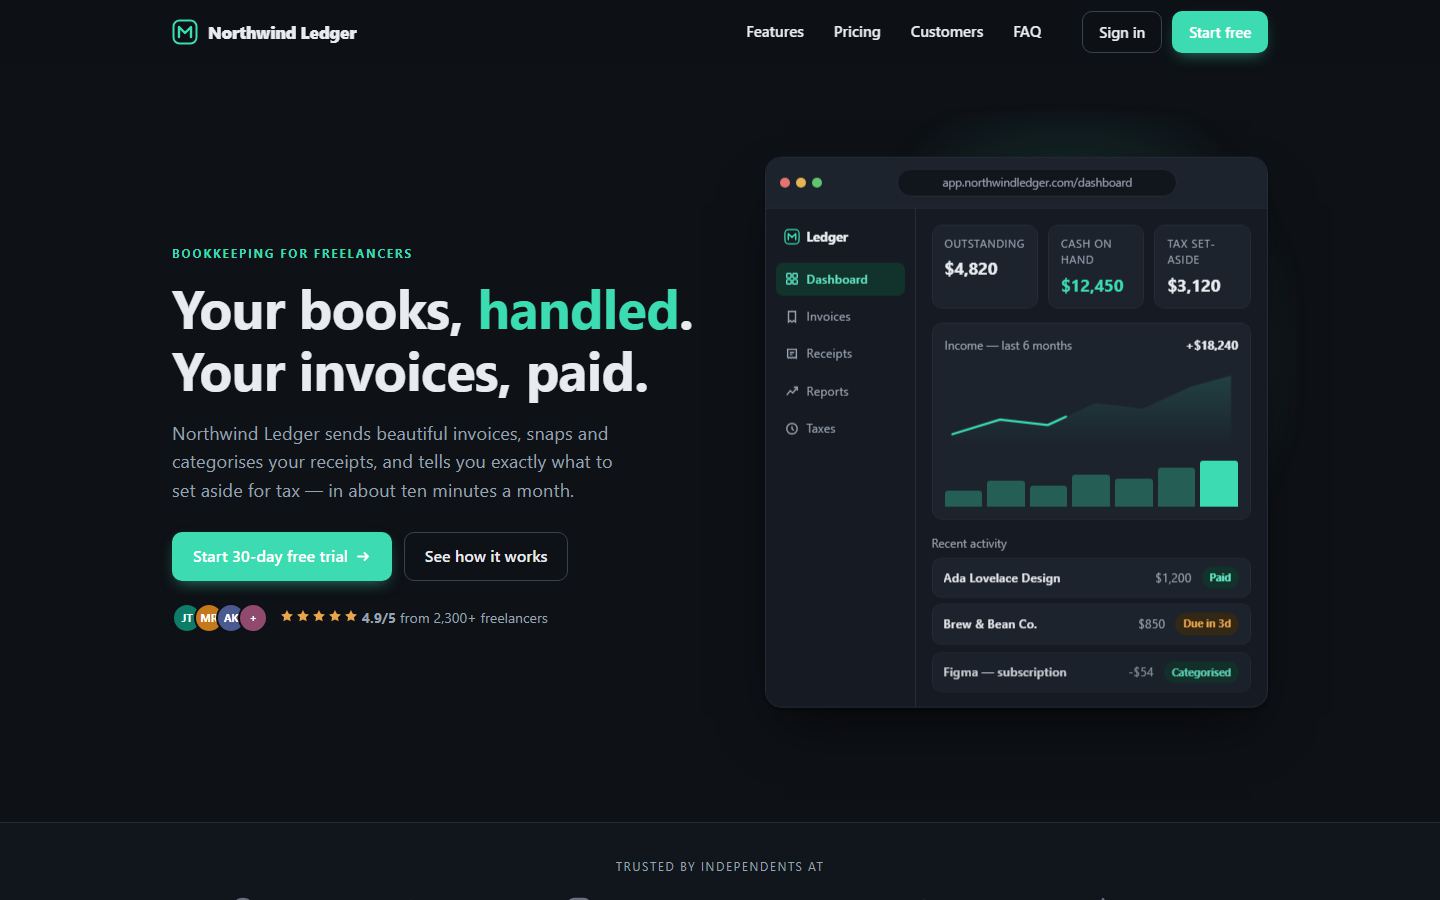 Northwind Ledger
Features
Pricing
Customers
FAQ
Sign in
Start free
BOOKKEEPING FOR FREELANCERS
Your books, handled.
Your invoices, paid.
Northwind Ledger sends beautiful invoices, snaps and
categorises your receipts, and tells you exactly what to
set aside for tax — in about ten minutes a month.
Start 30-day free trial →
See how it works
JT
MR
AK
+
4.9/5 from 2,300+ freelancers
app.northwindledger.com/dashboard
Ledger
Dashboard
Invoices
Receipts
Reports
Taxes
OUTSTANDING
$4,820
CASH ON
HAND
$12,450
TAX SET-
ASIDE
$3,120
Income — last 6 months
+$18,240
Recent activity
Ada Lovelace Design
$1,200
Paid
Brew & Bean Co.
$850
Due in 3d
Figma — subscription
-$54
Categorised
TRUSTED BY INDEPENDENTS AT